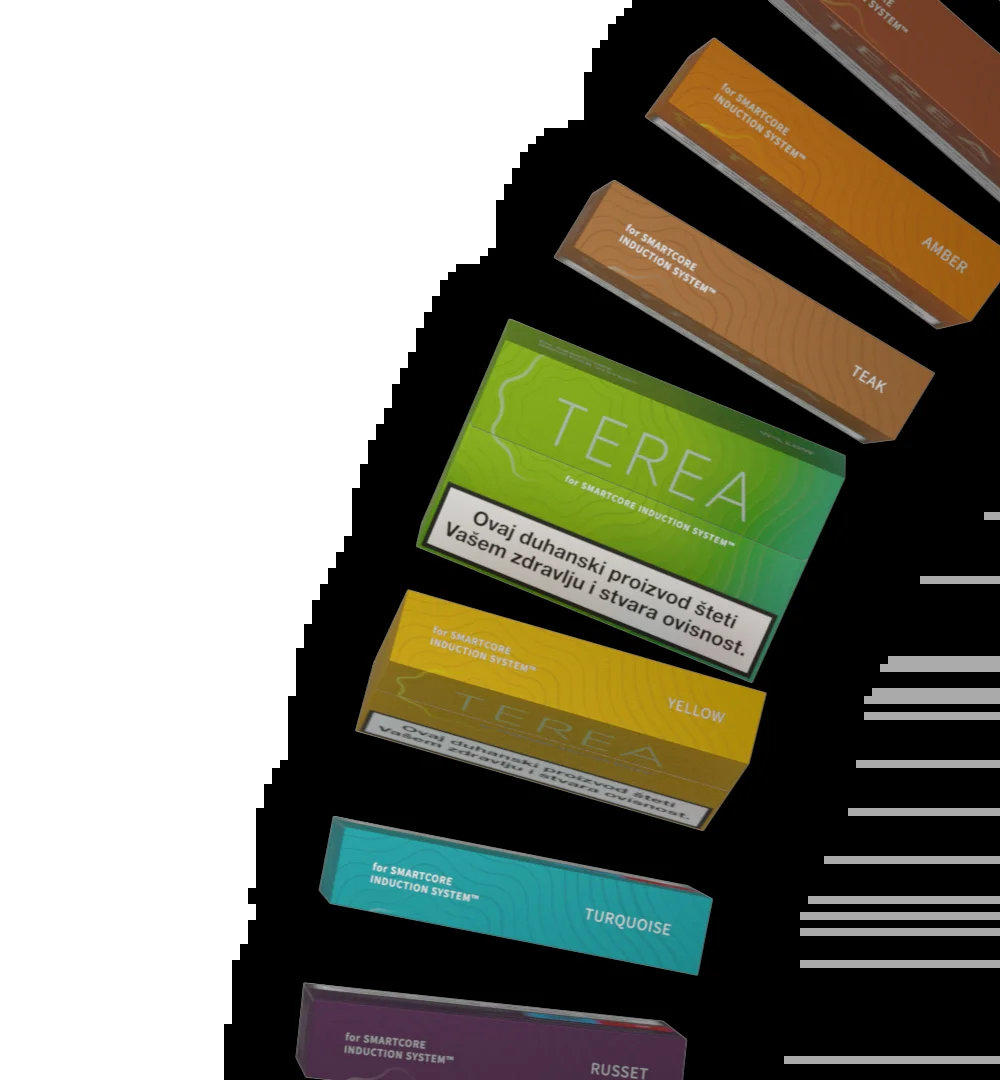 SYSTEM™
TEREA
for SMARTCORE
INDUCTION SYSTEM™
AMBER
for SMARTCORE
INDUCTION SYSTEM™
TEAK
TEREA
for SMARTCORE INDUCTION SYSTEM™
Ovaj duhanski proizvod šteti
Vašem zdravlju i stvara ovisnost.
for SMARTCORE
INDUCTION SYSTEM™
YELLOW
TEREA
Ovaj duhanski proizvod šteti
Vašem zdravlju i stvara ovisnost.
for SMARTCORE
INDUCTION SYSTEM™
TURQUOISE
for SMARTCORE
INDUCTION SYSTEM™
RUSSET